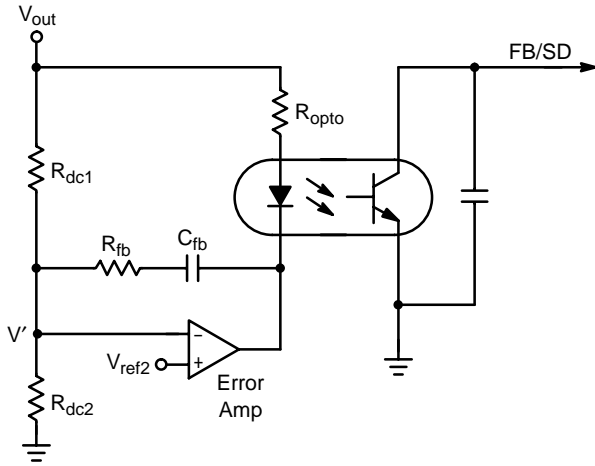 Vout
FB/SD
Ropto
Rdc1
Rfb
Cfb
V′
−
Vref2
+
Error
Amp
Rdc2